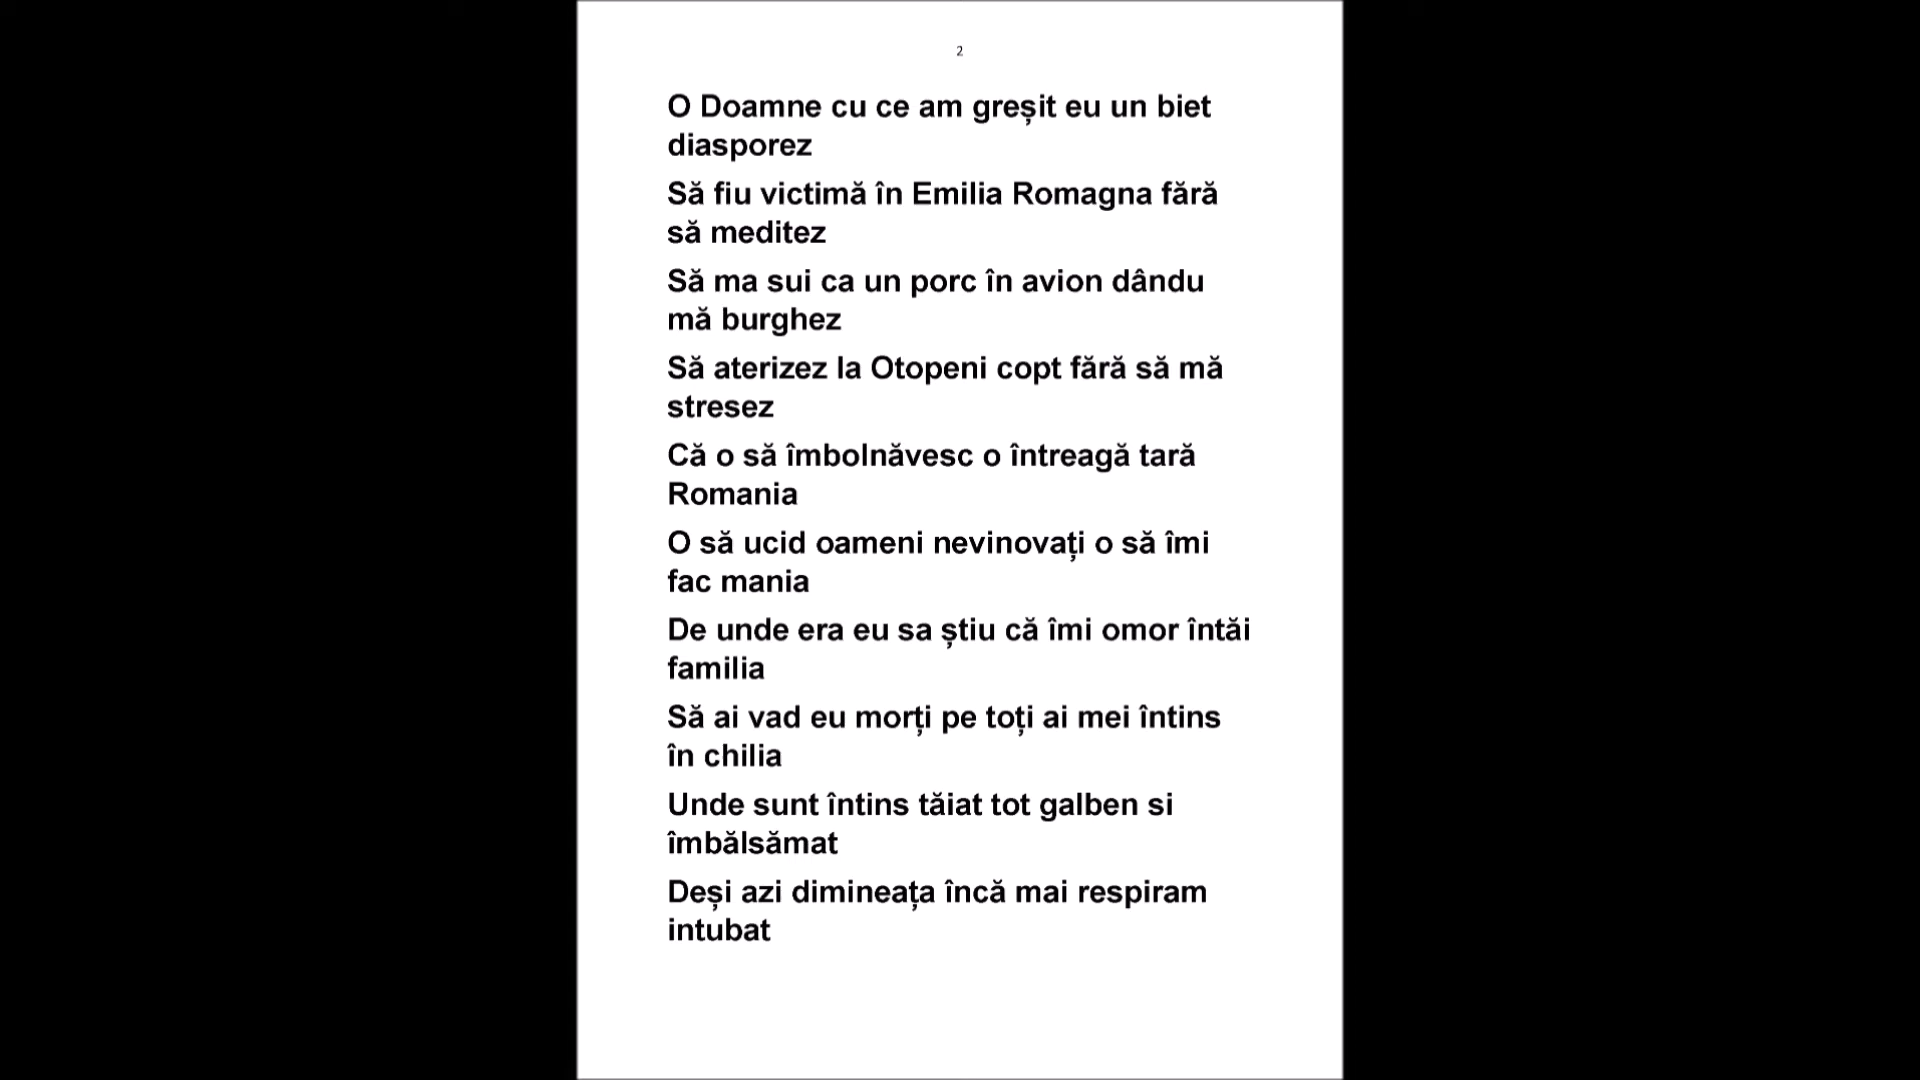 2
O Doamne cu ce am greșit eu un biet
diasporez
Să fiu victimă în Emilia Romagna fără
să meditez
Să ma sui ca un porc în avion dându
mă burghez
Să aterizez la Otopeni copt fără să mă
stresez
Că o să îmbolnăvesc o întreagă tară
Romania
O să ucid oameni nevinovați o să îmi
fac mania
De unde era eu sa știu că îmi omor întăi
familia
Să ai vad eu morți pe toți ai mei întins
în chilia
Unde sunt întins tăiat tot galben si
îmbălsămat
Deși azi dimineața încă mai respiram
intubat